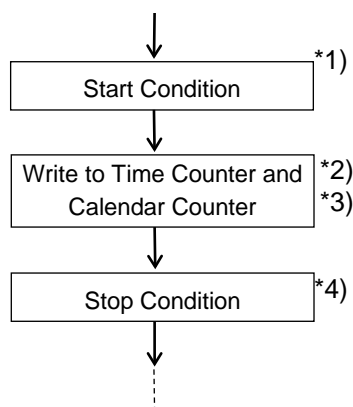 *1)
Start Condition
Write to Time Counter and *2)
Calendar Counter *3)
Stop Condition *4)